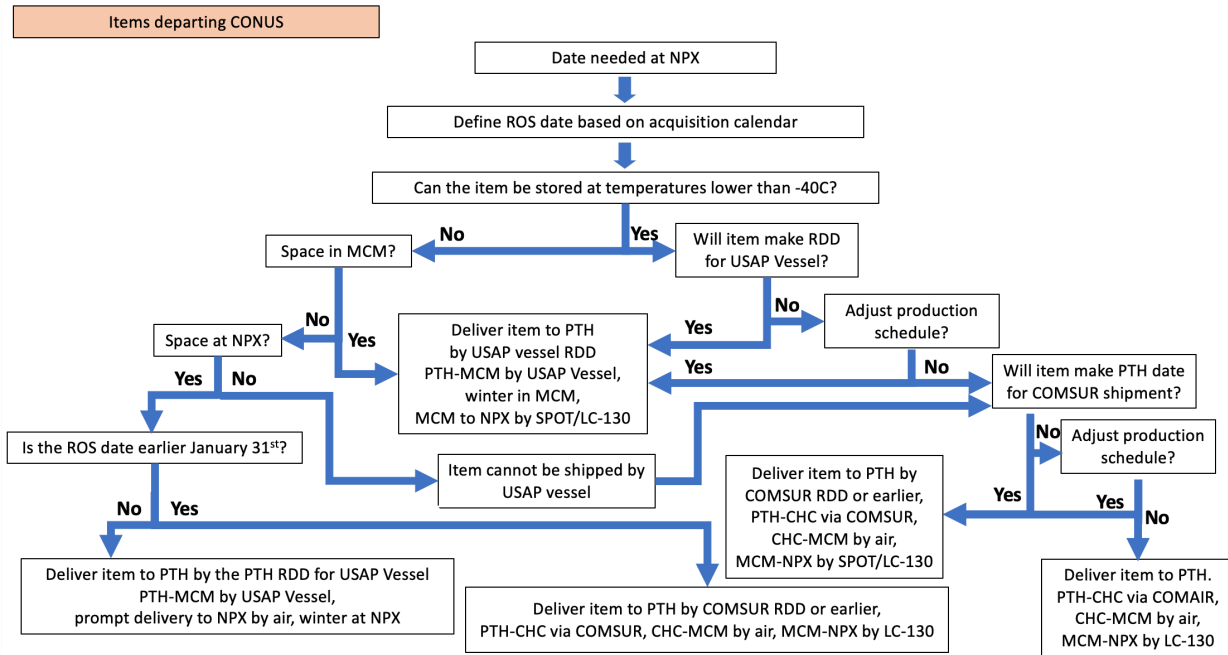 Items departing CONUS
Date needed at NPX
Define ROS date based on acquisition calendar
Can the item be stored at temperatures lower than -40C?
No
Yes
Space in MCM?
Will item make RDD
for USAP Vessel?
No
Yes
No
Yes
Space at NPX?
Deliver item to PTH
by USAP vessel RDD
PTH-MCM by USAP Vessel,
winter in MCM,
MCM to NPX by SPOT/LC-130
Adjust production
schedule?
Yes
No
Will item make PTH date
for COMSUR shipment?
Yes
No
Is the ROS date earlier January 31st?
Item cannot be shipped by
USAP vessel
No
Adjust production
schedule?
Yes
Yes
No
Deliver item to PTH by
COMSUR RDD or earlier,
PTH-CHC via COMSUR,
CHC-MCM by air,
MCM-NPX by SPOT/LC-130
No
Yes
Deliver item to PTH by the PTH RDD for USAP Vessel
PTH-MCM by USAP Vessel,
prompt delivery to NPX by air, winter at NPX
Deliver item to PTH by COMSUR RDD or earlier,
PTH-CHC via COMSUR, CHC-MCM by air, MCM-NPX by LC-130
Deliver item to PTH.
PTH-CHC via COMAIR,
CHC-MCM by air,
MCM-NPX by LC-130